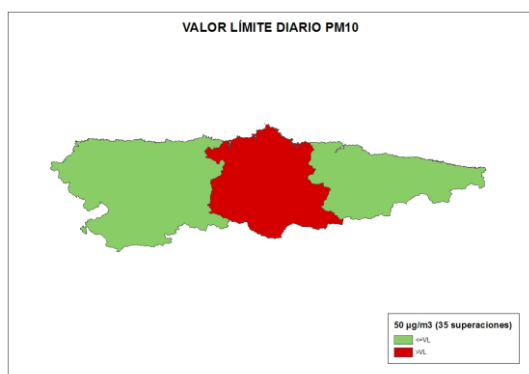 VALOR LÍMITE DIARIO PM10
50 µg/m3 (35 superaciones)
<=VL
>VL